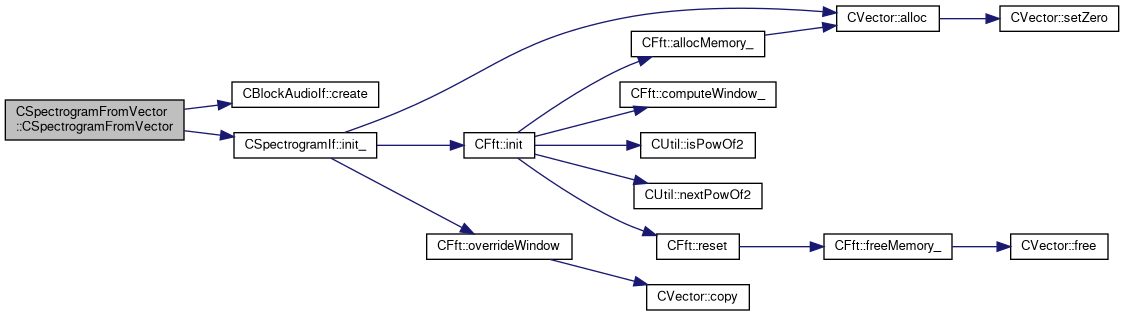 CSpectrogramFromVector
::CSpectrogramFromVector
CBlockAudioIf::create
CSpectrogramIf::init_
CVector::alloc
CVector::setZero
CFft::init
CFft::allocMemory_
CFft::computeWindow_
CUtil::isPowOf2
CUtil::nextPowOf2
CFft::reset
CFft::freeMemory_
CVector::free
CFft::overrideWindow
CVector::copy